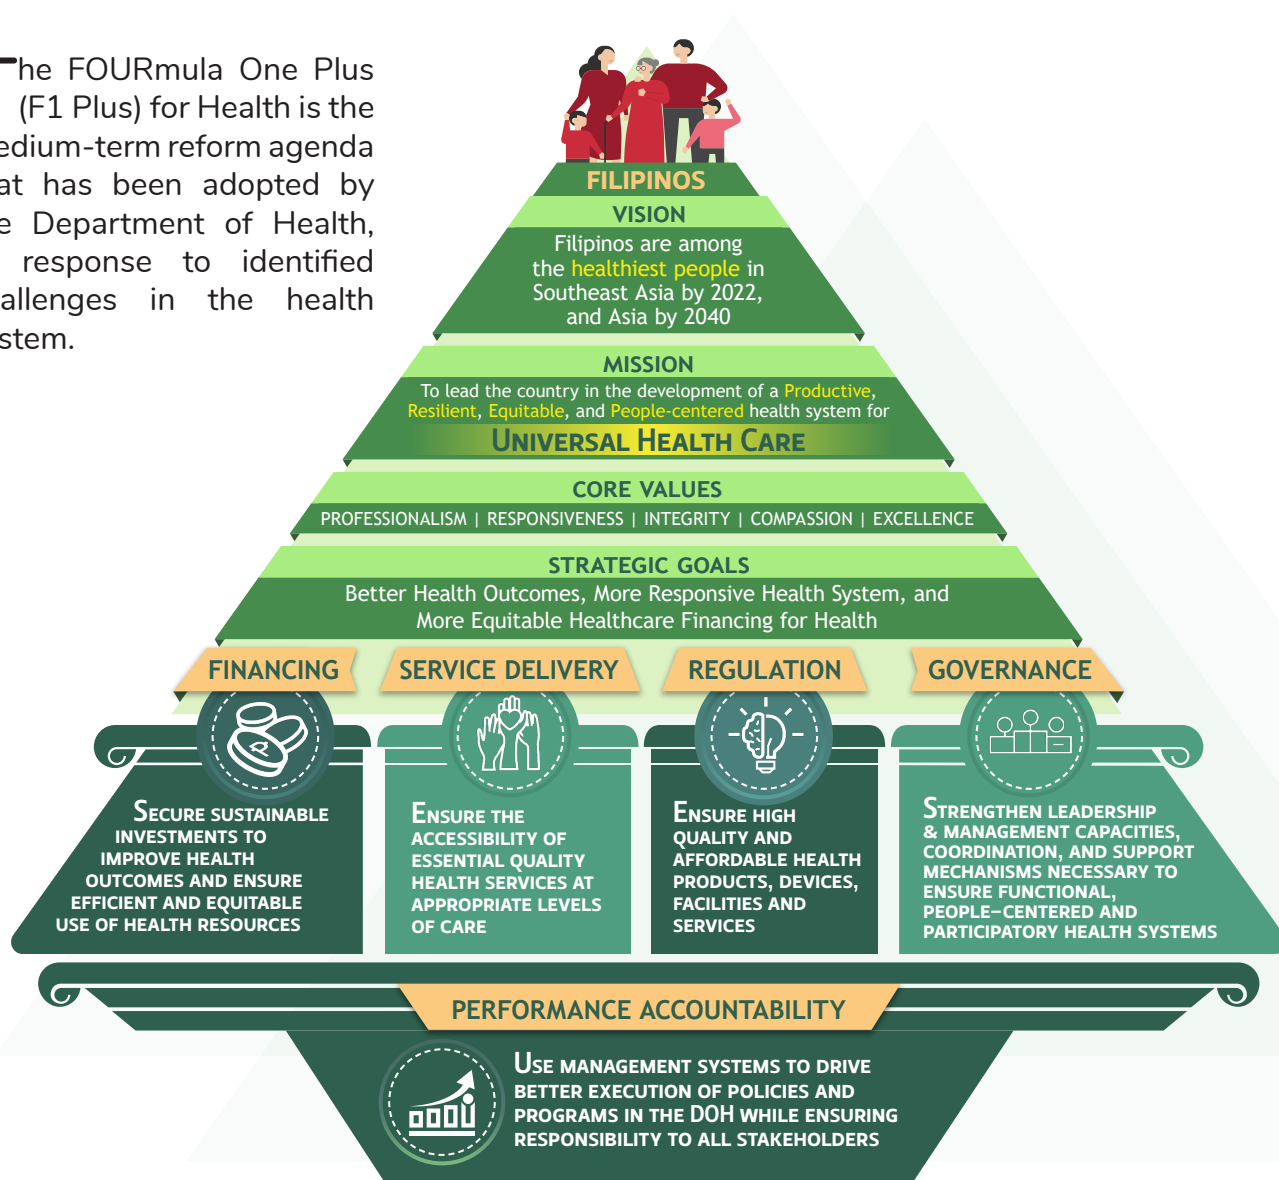 he FOURmula One Plus
(F1 Plus) for Health is the
edium-term reform agenda
at has been adopted by
e Department of Health,
response to identified
allenges in the health
stem.
FILIPINOS
VISION
Filipinos are among
the healthiest people in
Southeast Asia by 2022,
and Asia by 2040
MISSION
To lead the country in the development of a Productive,
Resilient, Equitable, and People-centered health system for
UNIVERSAL HEALTH CARE
CORE VALUES
PROFESSIONALISM | RESPONSIVENESS | INTEGRITY | COMPASSION | EXCELLENCE
STRATEGIC GOALS
Better Health Outcomes, More Responsive Health System, and
More Equitable Healthcare Financing for Health
FINANCING
SECURE SUSTAINABLE
INVESTMENTS TO
IMPROVE HEALTH
OUTCOMES AND ENSURE
EFFICIENT AND EQUITABLE
USE OF HEALTH RESOURCES
SERVICE DELIVERY
ENSURE THE
ACCESSIBILITY OF
ESSENTIAL QUALITY
HEALTH SERVICES AT
APPROPRIATE LEVELS
OF CARE
REGULATION
ENSURE HIGH
QUALITY AND
AFFORDABLE HEALTH
PRODUCTS, DEVICES,
FACILITIES AND
SERVICES
GOVERNANCE
STRENGTHEN LEADERSHIP
& MANAGEMENT CAPACITIES,
COORDINATION, AND SUPPORT
MECHANISMS NECESSARY TO
ENSURE FUNCTIONAL,
PEOPLE–CENTERED AND
PARTICIPATORY HEALTH SYSTEMS
PERFORMANCE ACCOUNTABILITY
USE MANAGEMENT SYSTEMS TO DRIVE
BETTER EXECUTION OF POLICIES AND
PROGRAMS IN THE DOH WHILE ENSURING
RESPONSIBILITY TO ALL STAKEHOLDERS